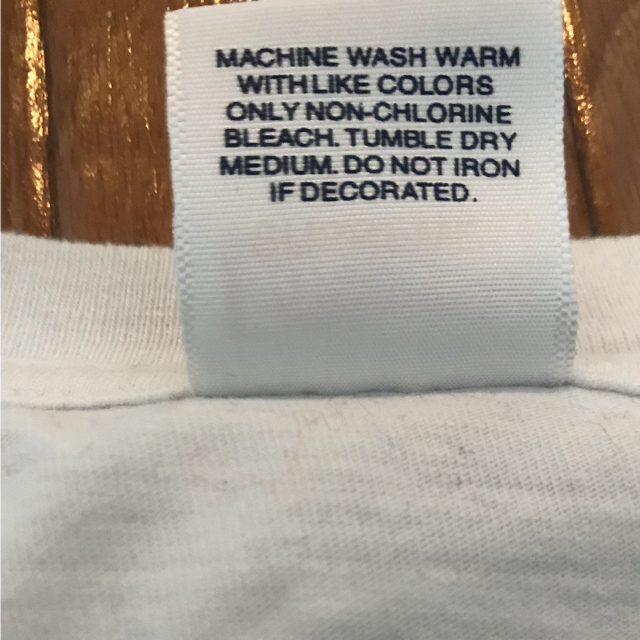 MACHINE WASH WARM
WITH LIKE COLORS
ONLY NON-CHLORINE
BLEACH. TUMBLE DRY
MEDIUM. DO NOT IRON
IF DECORATED.